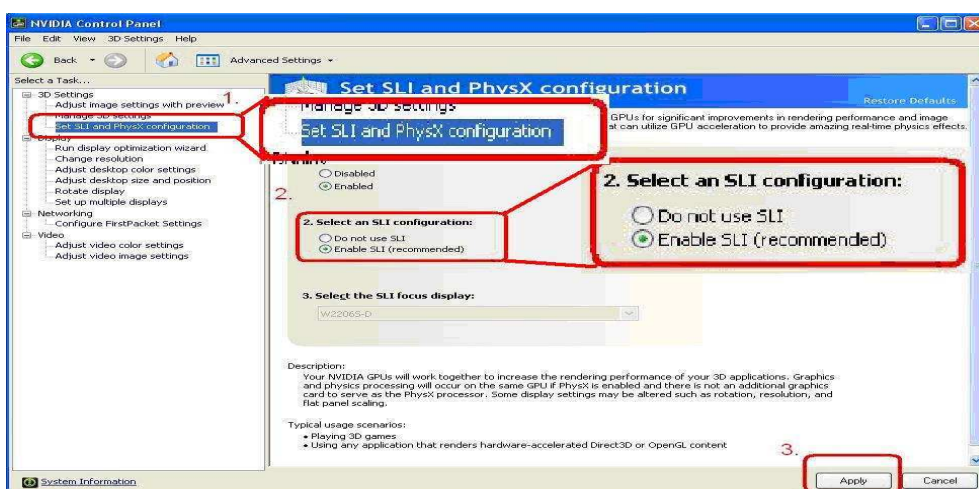 NVIDIA Control Panel
File Edit View 3D Settings Help
Back Advanced Settings
Select a Task...
3D Settings
Adjust image settings with preview
Manage 3D settings
Set SLI and PhysX configuration
Display
Run display optimization wizard
Change resolution
Adjust desktop color settings
Adjust desktop size and position
Rotate display
Set up multiple displays
Networking
Configure FirstPacket Settings
Video
Adjust video color settings
Adjust video image settings
System Information
1.
Set SLI and PhysX configuration
Restore Defaults
Manage 3D settings
Set SLI and PhysX configuration
GPUs for significant improvements in rendering performance and image
at can utilize GPU acceleration to provide amazing real-time physics effects.
Disabled
Enabled
2.
2. Select an SLI configuration:
Do not use SLI
Enable SLI (recommended)
2. Select an SLI configuration:
Do not use SLI
Enable SLI (recommended)
3. Select the SLI focus display:
W2206S-D
Description:
Your NVIDIA GPUs will work together to increase the rendering performance of your 3D applications. Graphics
and physics processing will occur on the same GPU if PhysX is enabled and there is not an additional graphics
card to serve as the PhysX processor. Some display settings may be altered such as rotation, resolution, and
flat panel scaling.
Typical usage scenarios:
• Playing 3D games
• Using any application that renders hardware-accelerated Direct3D or OpenGL content
3.
Apply Cancel